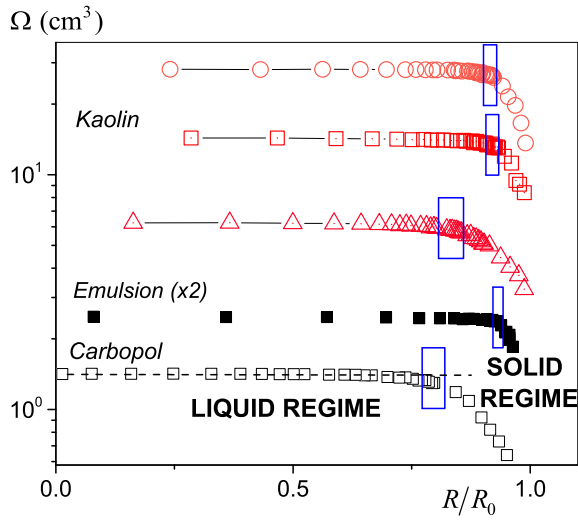 Ω (cm³)
Kaolin
10¹
Emulsion (x2)
Carbopol
SOLID
REGIME
LIQUID REGIME
10⁰
0.0
0.5
1.0
R/R₀